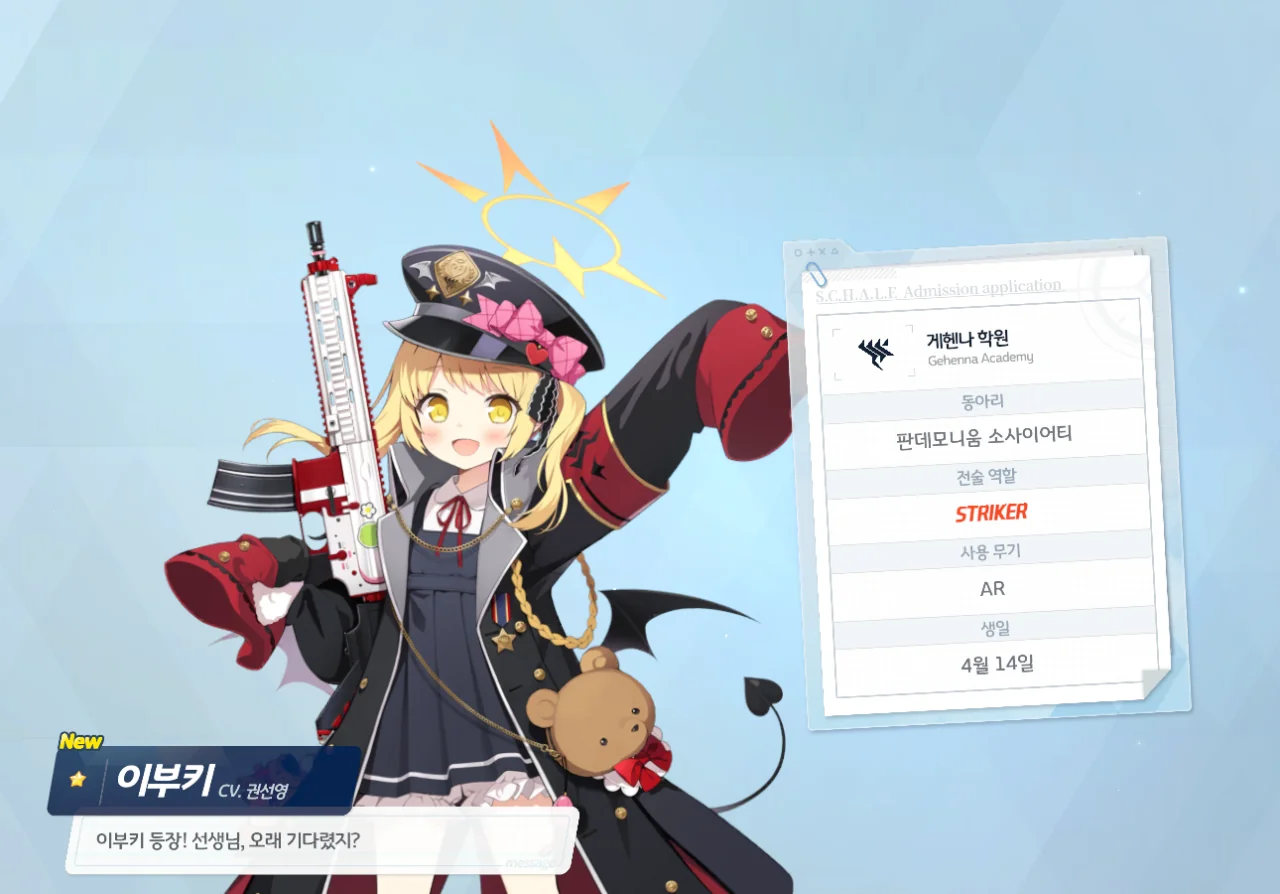 S.C.H.A.L.E. Admission application
게헨나 학원
Gehenna Academy
동아리
판데모니움 소사이어티
전술 역할
STRIKER
사용 무기
AR
생일
4월 14일
New
이부키 CV. 권선영
이부키 등장! 선생님, 오래 기다렸지?
message